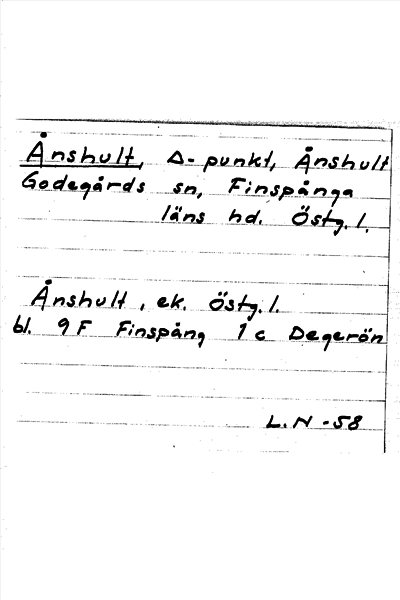 Ånshult, Δ-punkt, Ånshult
Godegårds sn, Finspånga
läns hd. Östg. l.
Ånshult, ek. Östg. l.
bl. 9 F Finspång 1 c Degerön
L. N -58